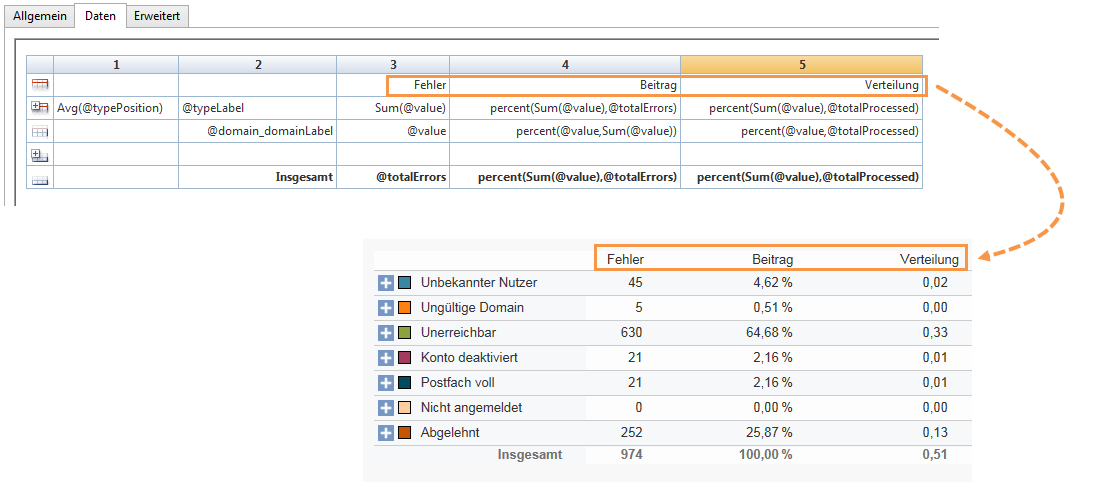 Allgemein Daten Erweitert
1 2 3 4 5
Fehler Beitrag Verteilung
Avg(@typePosition) @typeLabel Sum(@value) percent(Sum(@value),@totalErrors) percent(Sum(@value),@totalProcessed)
@domain_domainLabel @value percent(@value,Sum(@value)) percent(@value,@totalProcessed)
Insgesamt @totalErrors percent(Sum(@value),@totalErrors) percent(Sum(@value),@totalProcessed)
Fehler Beitrag Verteilung
Unbekannter Nutzer 45 4,62 % 0,02
Ungültige Domain 5 0,51 % 0,00
Unerreichbar 630 64,68 % 0,33
Konto deaktiviert 21 2,16 % 0,01
Postfach voll 21 2,16 % 0,01
Nicht angemeldet 0 0,00 % 0,00
Abgelehnt 252 25,87 % 0,13
Insgesamt 974 100,00 % 0,51